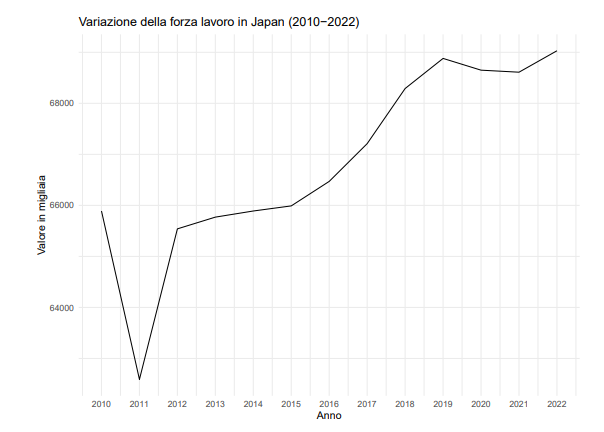 Variazione della forza lavoro in Japan (2010−2022)
Valore in migliaia
68000
66000
64000
2010 2011 2012 2013 2014 2015 2016 2017 2018 2019 2020 2021 2022
Anno